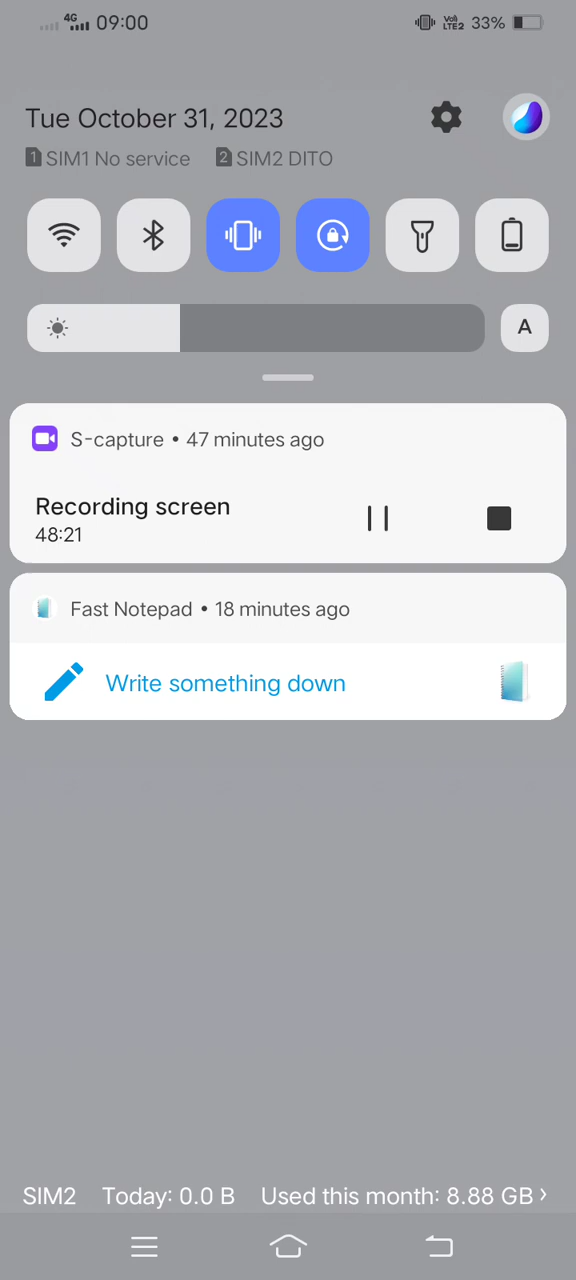 4G 09:00 Vo)) LTE2 33%
Tue October 31, 2023
1 SIM1 No service 2 SIM2 DITO
A
S-capture • 47 minutes ago
Recording screen
48:21
Fast Notepad • 18 minutes ago
Write something down
SIM2 Today: 0.0 B Used this month: 8.88 GB